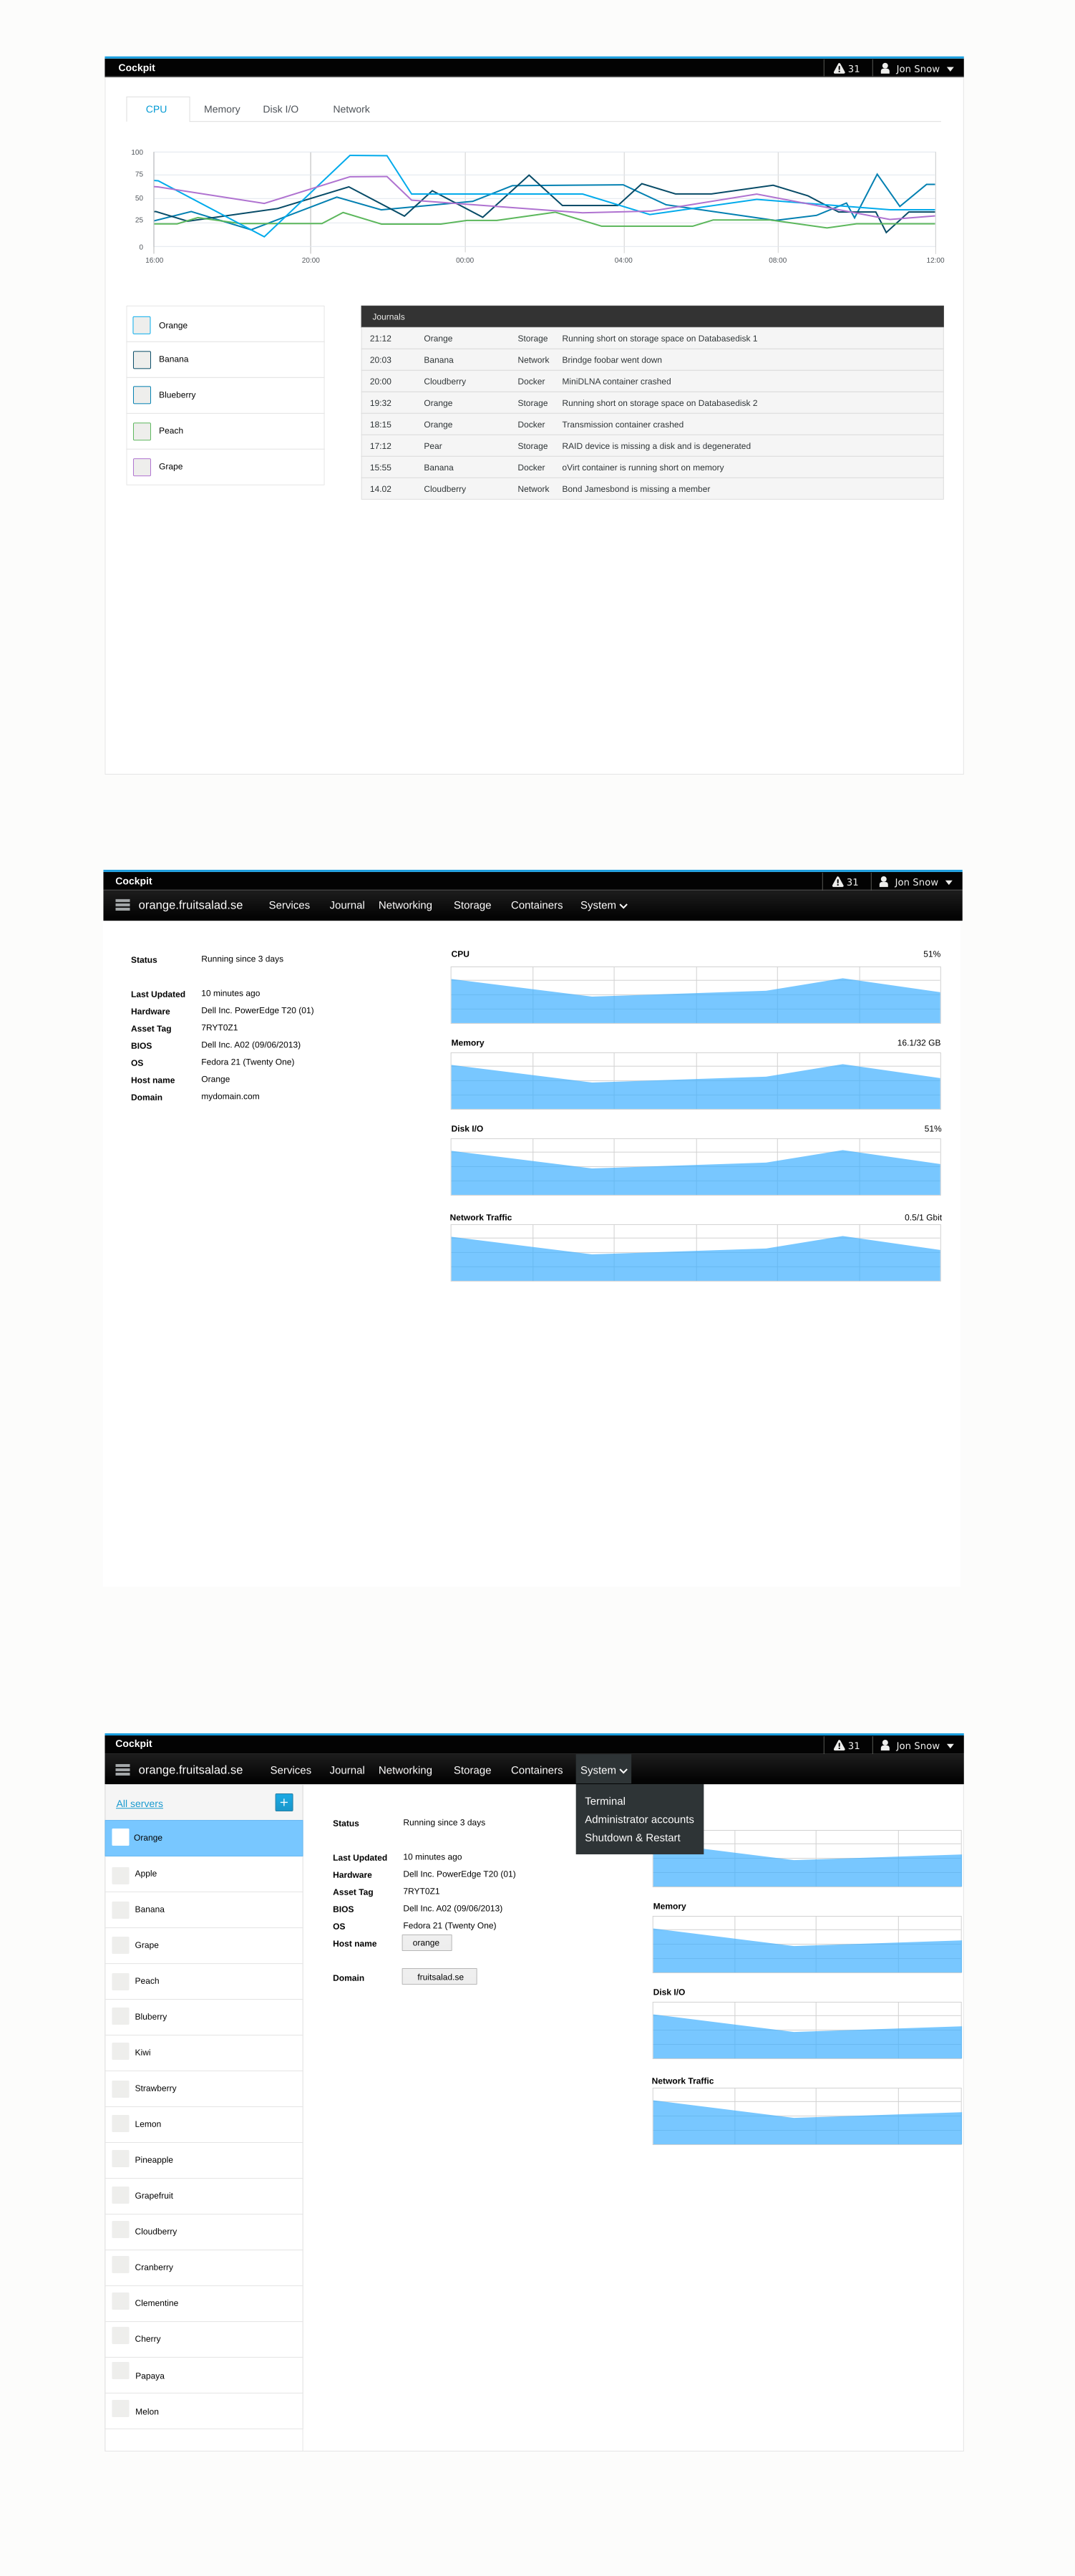 Cockpit 31 Jon Snow
CPU Memory Disk I/O Network
100
75
50
25
0
16:00 20:00 00:00 04:00 08:00 12:00
Orange
Banana
Blueberry
Peach
Grape
Journals
21:12 Orange Storage Running short on storage space on Databasedisk 1
20:03 Banana Network Brindge foobar went down
20:00 Cloudberry Docker MiniDLNA container crashed
19:32 Orange Storage Running short on storage space on Databasedisk 2
18:15 Orange Docker Transmission container crashed
17:12 Pear Storage RAID device is missing a disk and is degenerated
15:55 Banana Docker oVirt container is running short on memory
14.02 Cloudberry Network Bond Jamesbond is missing a member
Cockpit 31 Jon Snow
orange.fruitsalad.se Services Journal Networking Storage Containers System
Status Running since 3 days
Last Updated 10 minutes ago
Hardware Dell Inc. PowerEdge T20 (01)
Asset Tag 7RYT0Z1
BIOS Dell Inc. A02 (09/06/2013)
OS Fedora 21 (Twenty One)
Host name Orange
Domain mydomain.com
CPU 51%
Memory 16.1/32 GB
Disk I/O 51%
Network Traffic 0.5/1 Gbit
Cockpit 31 Jon Snow
orange.fruitsalad.se Services Journal Networking Storage Containers System
Terminal
Administrator accounts
Shutdown & Restart
All servers +
Orange
Apple
Banana
Grape
Peach
Bluberry
Kiwi
Strawberry
Lemon
Pineapple
Grapefruit
Cloudberry
Cranberry
Clementine
Cherry
Papaya
Melon
Status Running since 3 days
Last Updated 10 minutes ago
Hardware Dell Inc. PowerEdge T20 (01)
Asset Tag 7RYT0Z1
BIOS Dell Inc. A02 (09/06/2013)
OS Fedora 21 (Twenty One)
Host name orange
Domain fruitsalad.se
Memory
Disk I/O
Network Traffic